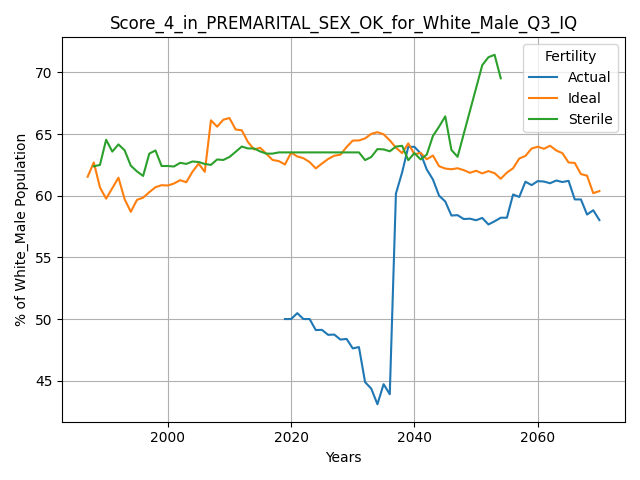 Score_4_in_PREMARITAL_SEX_OK_for_White_Male_Q3_IQ
% of White_Male Population
70
65
60
55
50
45
Fertility
Actual
Ideal
Sterile
2000
2020
2040
2060
Years